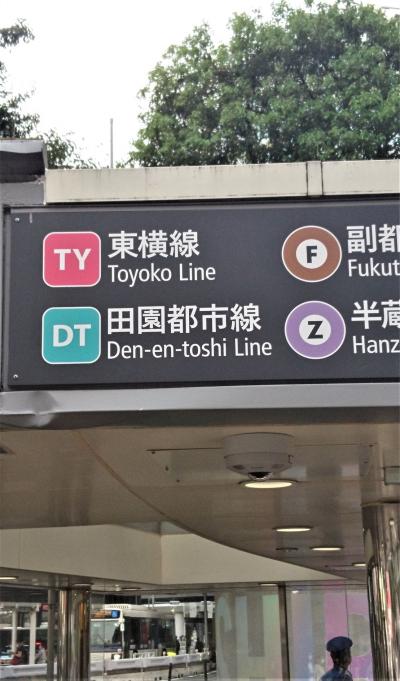 TY 東横線
Toyoko Line
DT 田園都市線
Den-en-toshi Line
F 副都
Fukut
Z 半蔵
Hanz